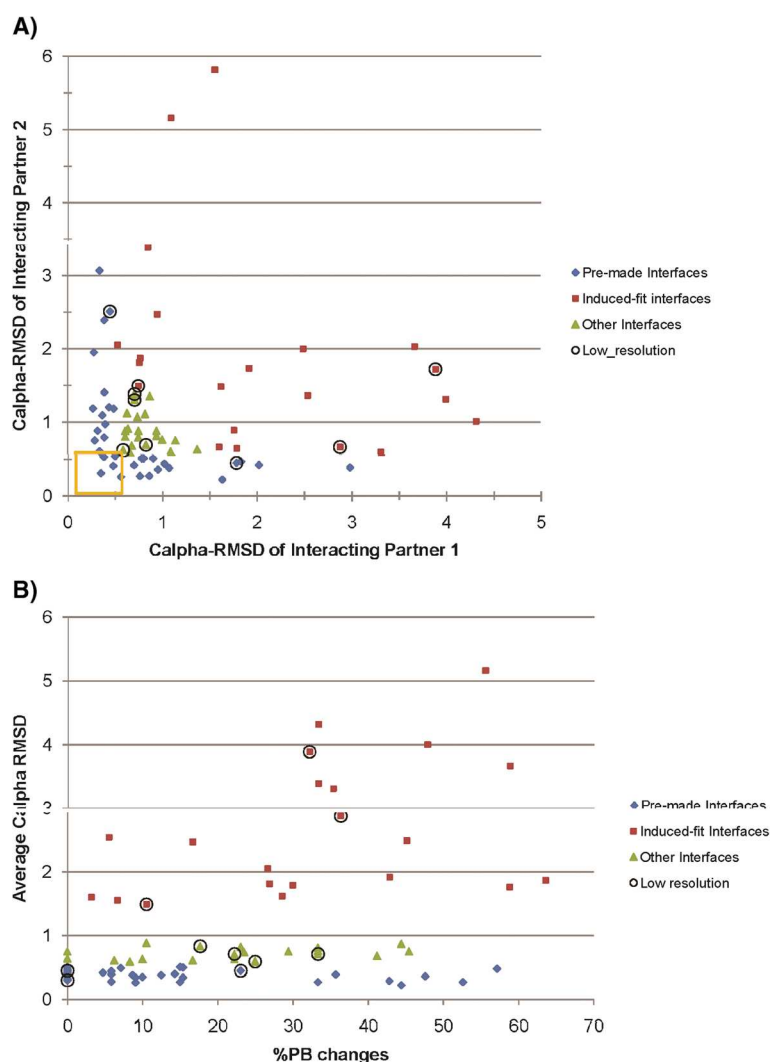 A)
6
5
4
3
2
1
0
0 1 2 3 4 5
Calpha-RMSD of Interacting Partner 2
Calpha-RMSD of Interacting Partner 1
Pre-made Interfaces
Induced-fit interfaces
Other Interfaces
Low_resolution
B)
6
5
4
3
2
1
0
0 10 20 30 40 50 60 70
Average Calpha RMSD
%PB changes
Pre-made Interfaces
Induced-fit Interfaces
Other Interfaces
Low resolution